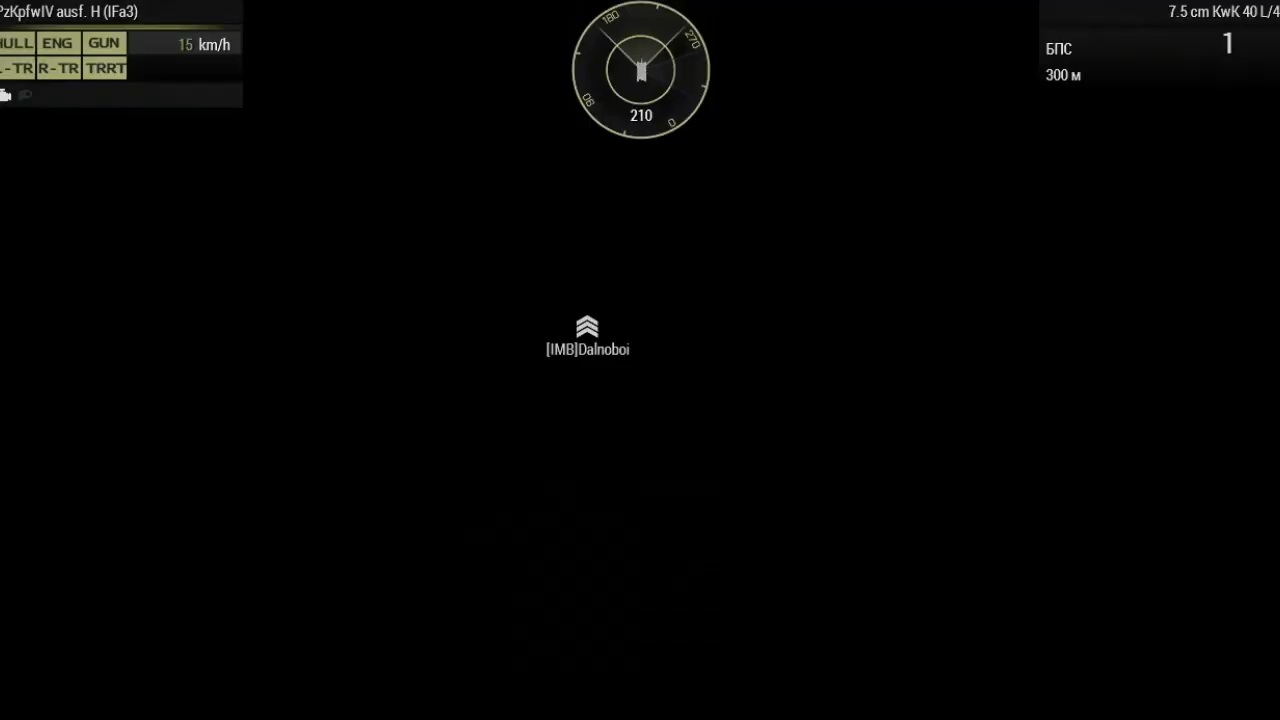 PzKpfwIV ausf. H (IFa3)
HULL ENG GUN 15 km/h
L-TR R-TR TRRT
180
270
90
0
210
7.5 cm KwK 40 L/4
БПС 1
300 м
[IMB]Dalnoboi